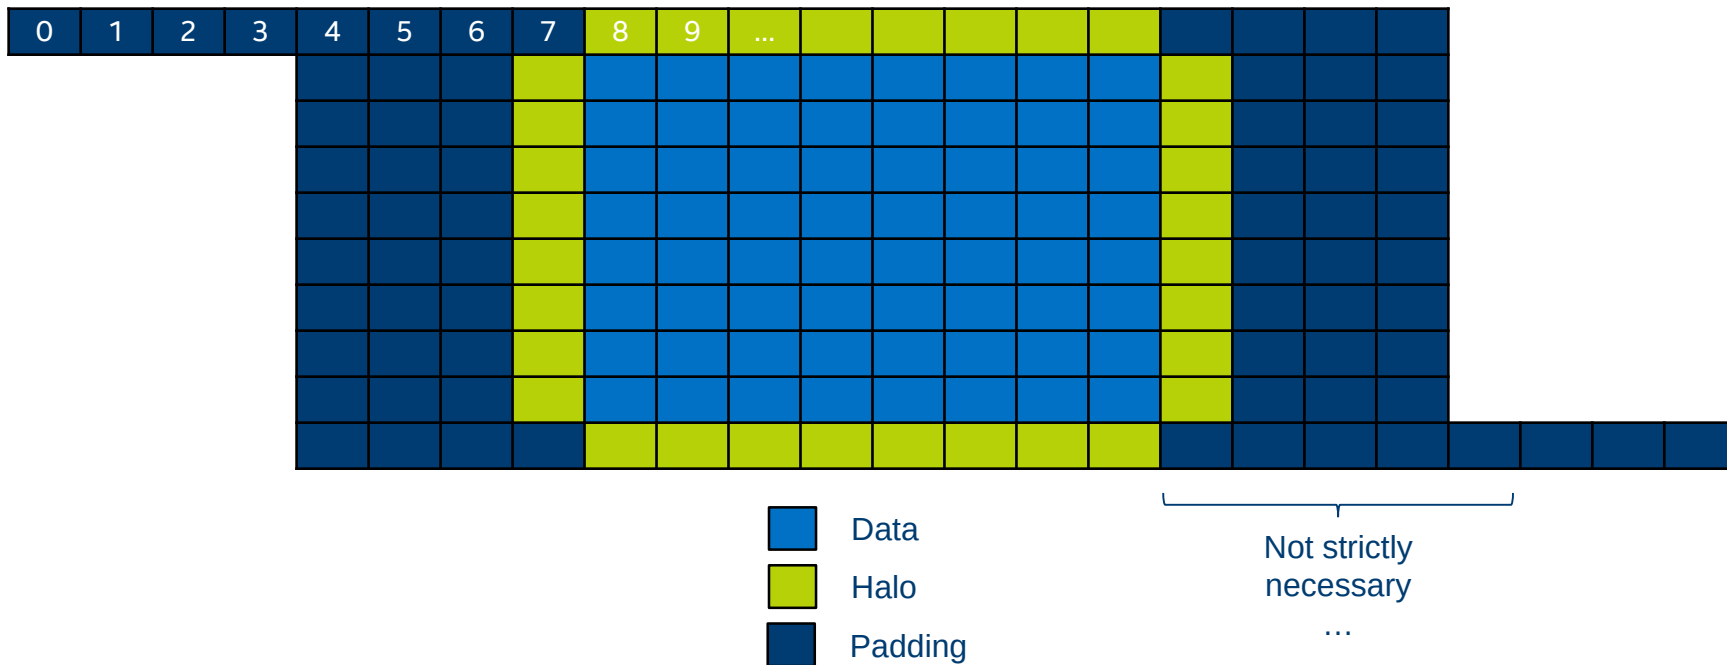 0 1 2 3 4 5 6 7 8 9 ...
Data
Halo
Padding
Not strictly
necessary
...